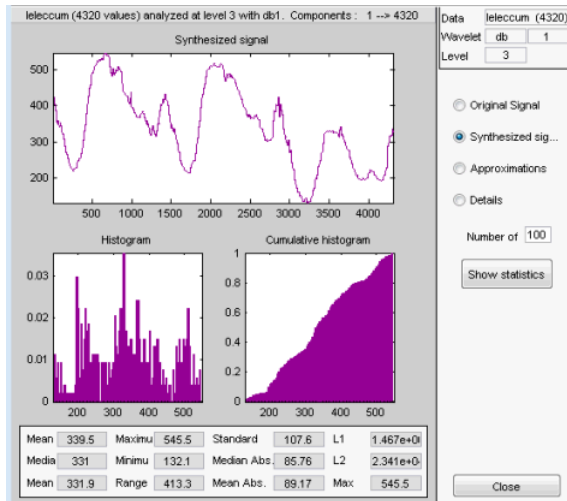 leleccum (4320 values) analyzed at level 3 with db1. Components : 1 --> 4320
Data leleccum (4320)
Wavelet db 1
Level 3
Synthesized signal
500
400
300
200
500 1000 1500 2000 2500 3000 3500 4000
Original Signal
Synthesized sig...
Approximations
Details
Number of 100
Show statistics
Histogram
0.03
0.02
0.01
0
200 300 400 500
Cumulative histogram
1
0.8
0.6
0.4
0.2
0
200 300 400 500
Mean 339.5 Maximu 545.5 Standard 107.6 L1 1.467e+0
Media 331 Minimu 132.1 Median Abs. 85.76 L2 2.341e+0
Mean 331.9 Range 413.3 Mean Abs. 89.17 Max 545.5
Close